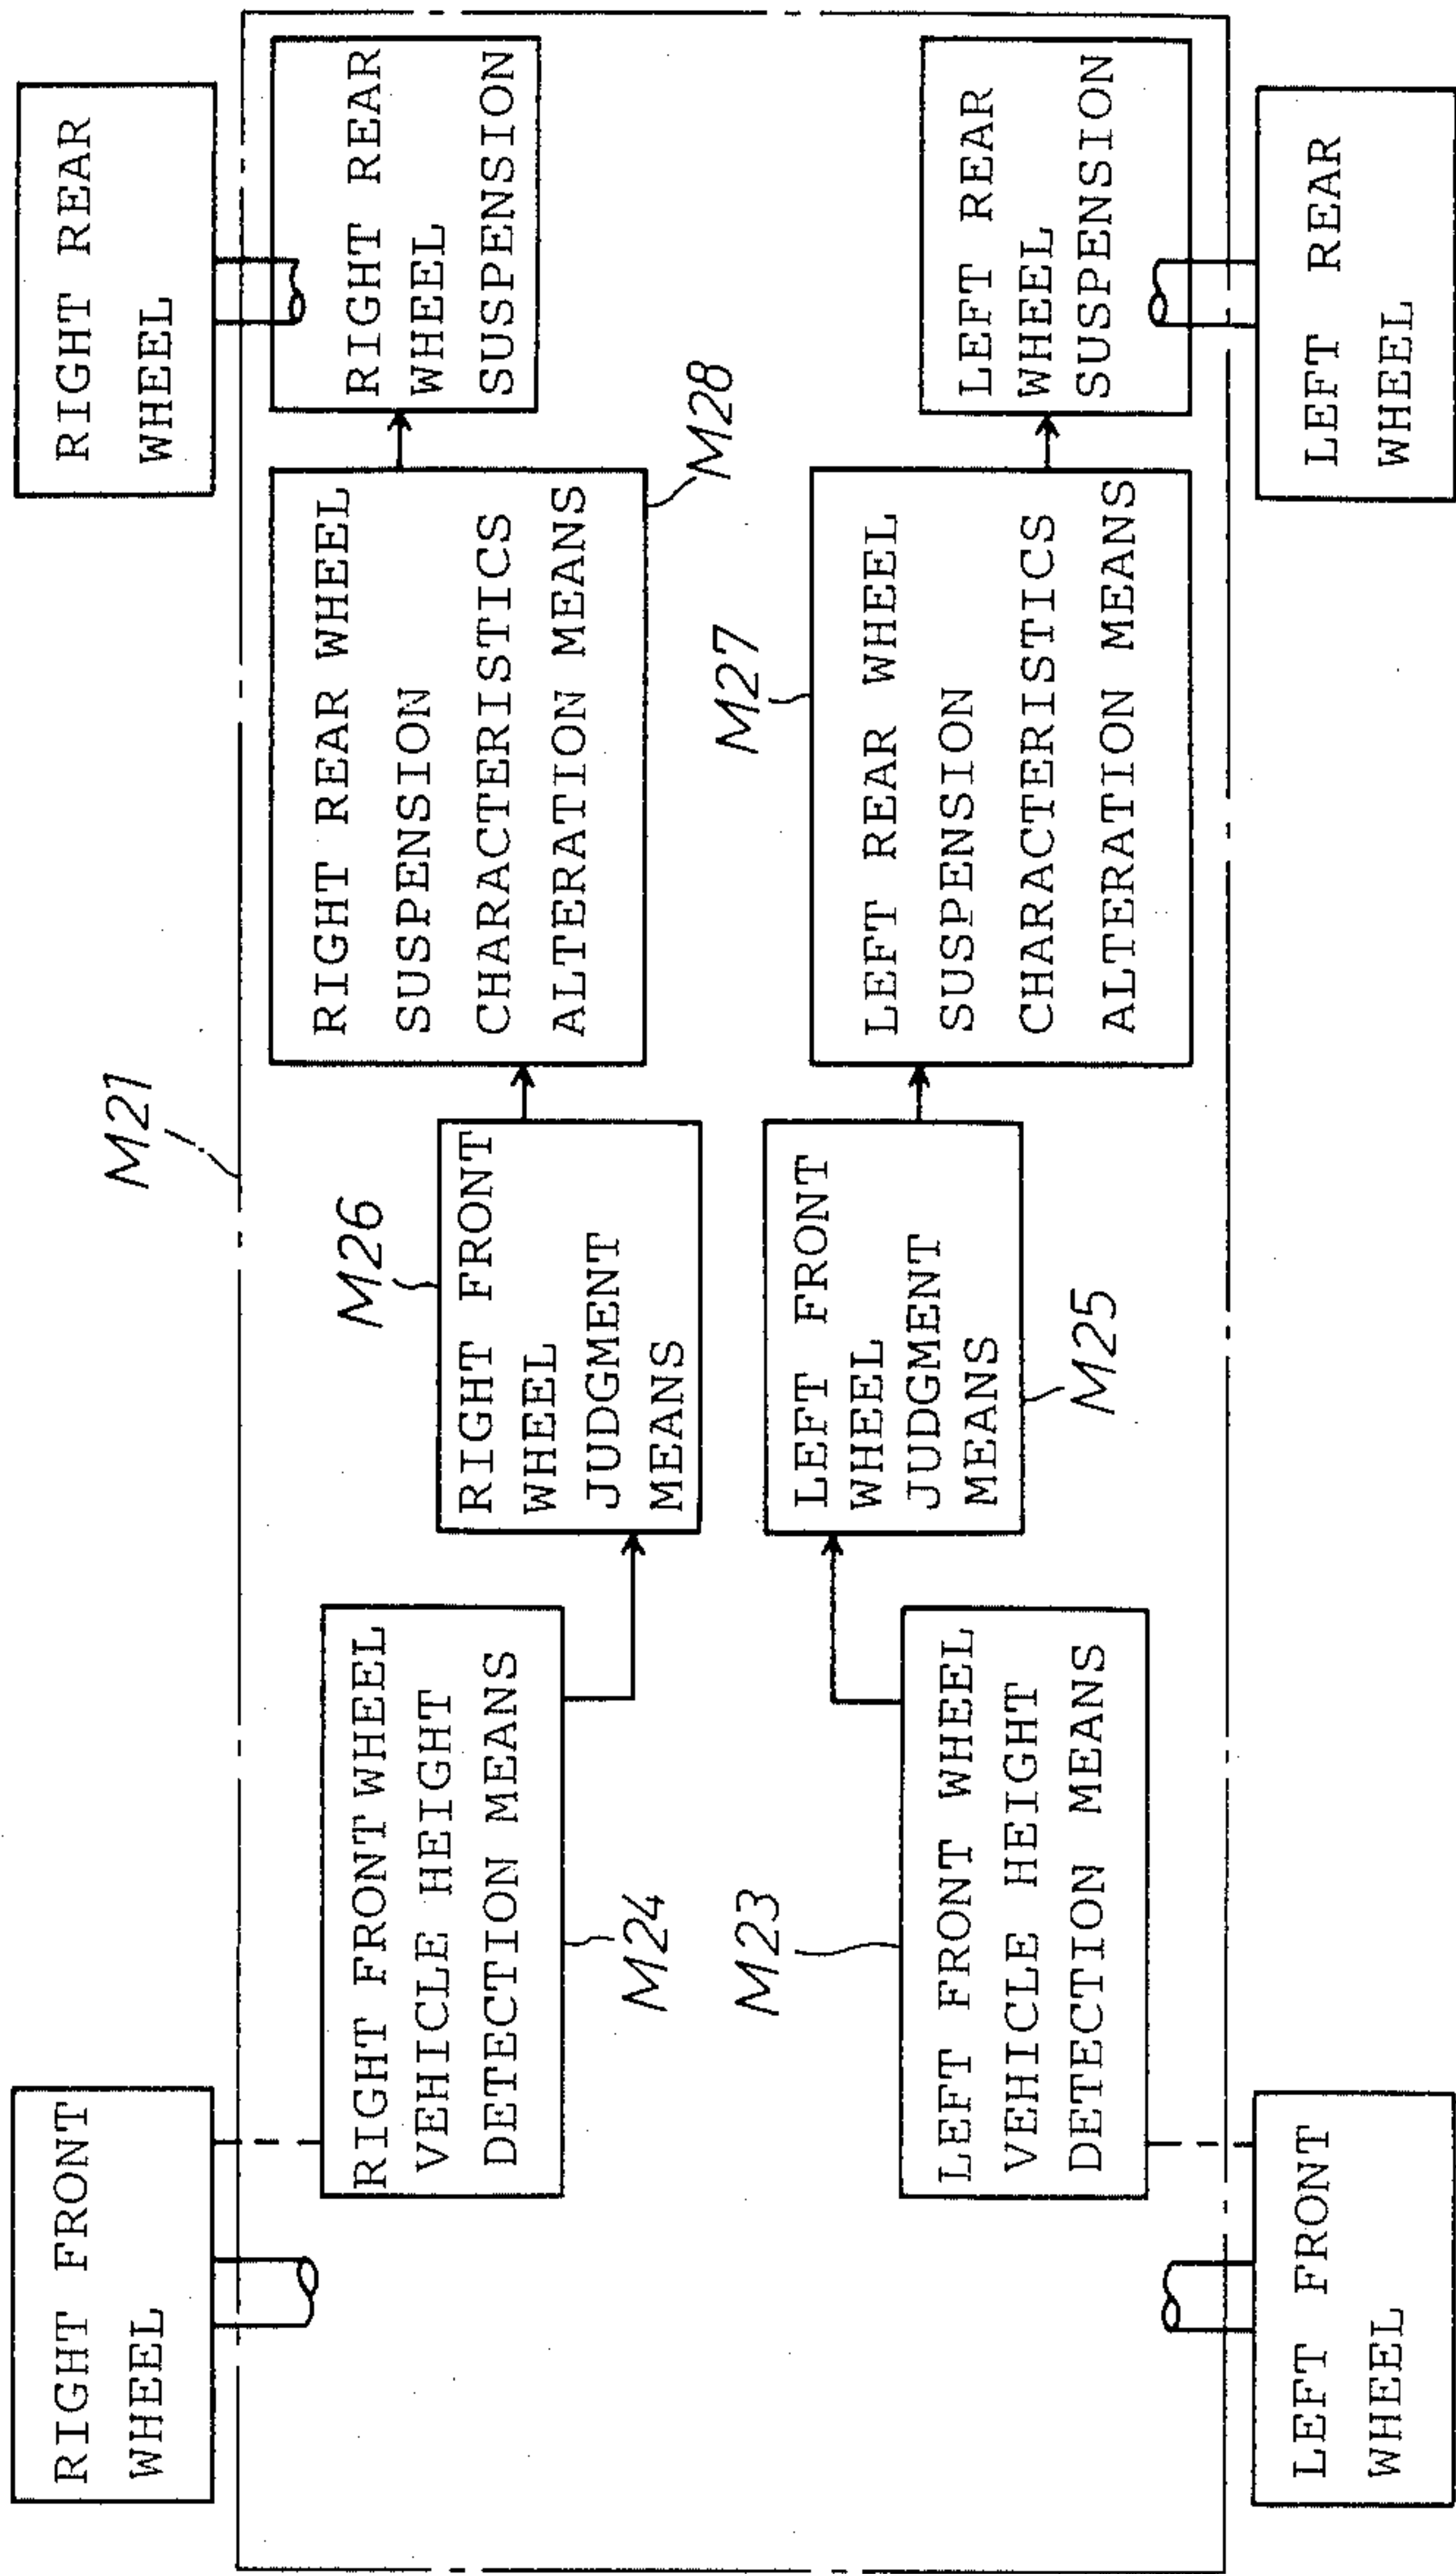 RIGHT FRONT
WHEEL
RIGHT REAR
WHEEL
M21
RIGHT FRONT WHEEL
VEHICLE HEIGHT
DETECTION MEANS
M24
M26
RIGHT FRONT
WHEEL
JUDGMENT
MEANS
RIGHT REAR WHEEL
SUSPENSION
CHARACTERISTICS
ALTERATION MEANS
M28
RIGHT REAR
WHEEL
SUSPENSION
M23
LEFT FRONT WHEEL
VEHICLE HEIGHT
DETECTION MEANS
LEFT FRONT
WHEEL
JUDGMENT
MEANS
M25
M27
LEFT REAR WHEEL
SUSPENSION
CHARACTERISTICS
ALTERATION MEANS
LEFT REAR
WHEEL
SUSPENSION
LEFT FRONT
WHEEL
LEFT REAR
WHEEL